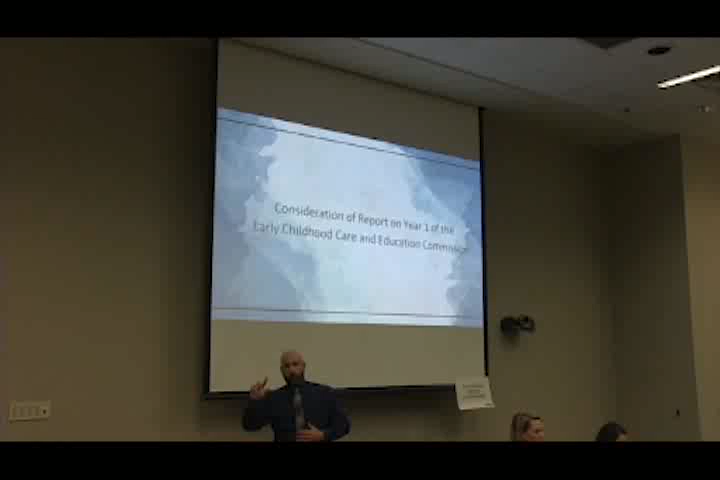 Consideration of Report on Year 1 of the
Early Childhood Care and Education Commission